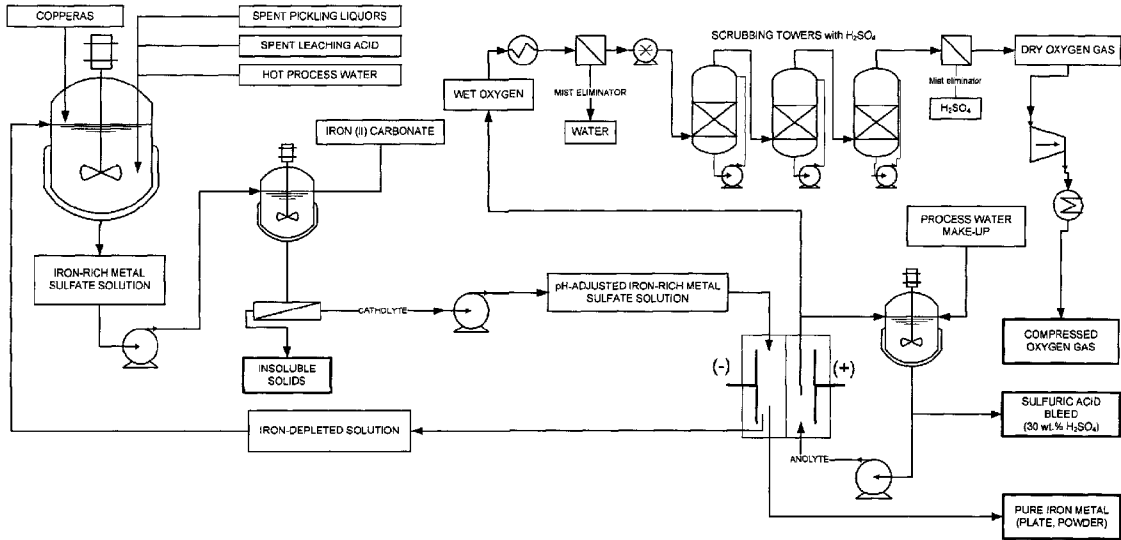 COPPERAS
SPENT PICKLING LIQUORS
SPENT LEACHING ACID
HOT PROCESS WATER
SCRUBBING TOWERS with H₂SO₄
DRY OXYGEN GAS
WET OXYGEN
MIST ELIMINATOR
Mist eliminator
WATER
H₂SO₄
IRON (II) CARBONATE
PROCESS WATER
MAKE-UP
IRON-RICH METAL
SULFATE SOLUTION
pH-ADJUSTED IRON-RICH METAL
SULFATE SOLUTION
CATHOLYTE
COMPRESSED
OXYGEN GAS
INSOLUBLE
SOLIDS
(-)
(+)
SULFURIC ACID
BLEED
(30 wt.% H₂SO₄)
IRON-DEPLETED SOLUTION
ANOLYTE
PURE IRON METAL
(PLATE, POWDER)
M